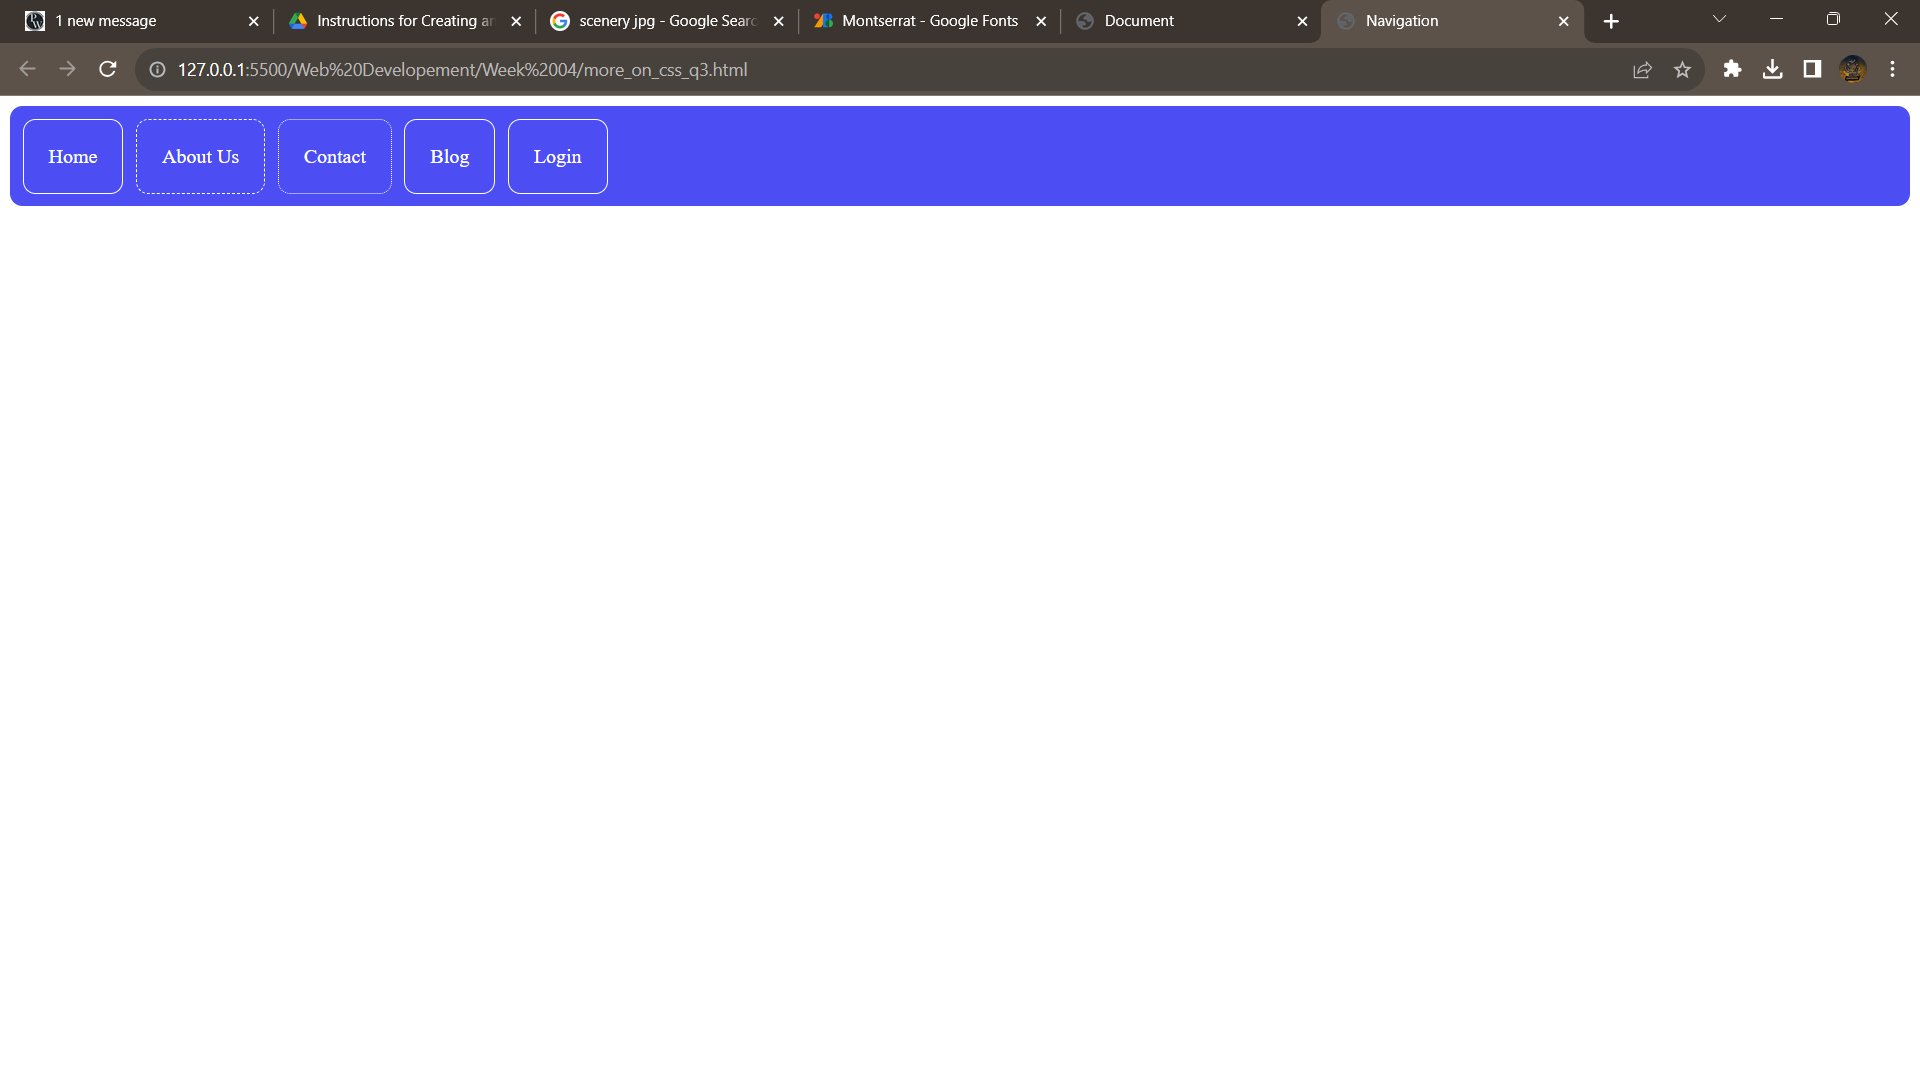 1 new message
Instructions for Creating an
scenery jpg - Google Searc
Montserrat - Google Fonts
Document
Navigation
127.0.0.1:5500/Web%20Developement/Week%2004/more_on_css_q3.html
Home
About Us
Contact
Blog
Login